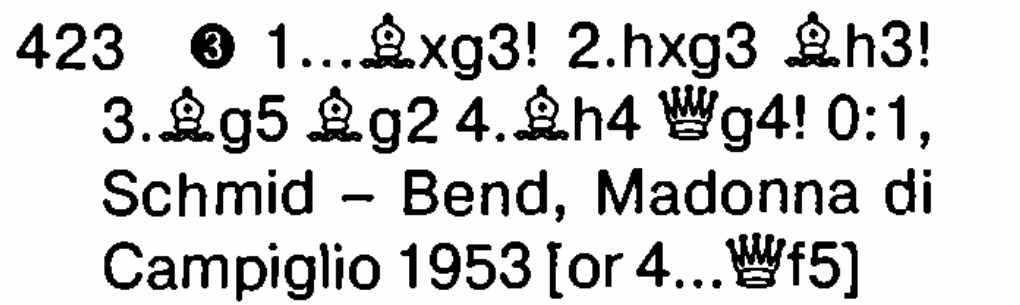 423 ❸ 1...♗xg3! 2.hxg3 ♗h3!
3.♗g5 ♗g2 4.♗h4 ♕g4! 0:1,
Schmid – Bend, Madonna di
Campiglio 1953 [or 4...♕f5]